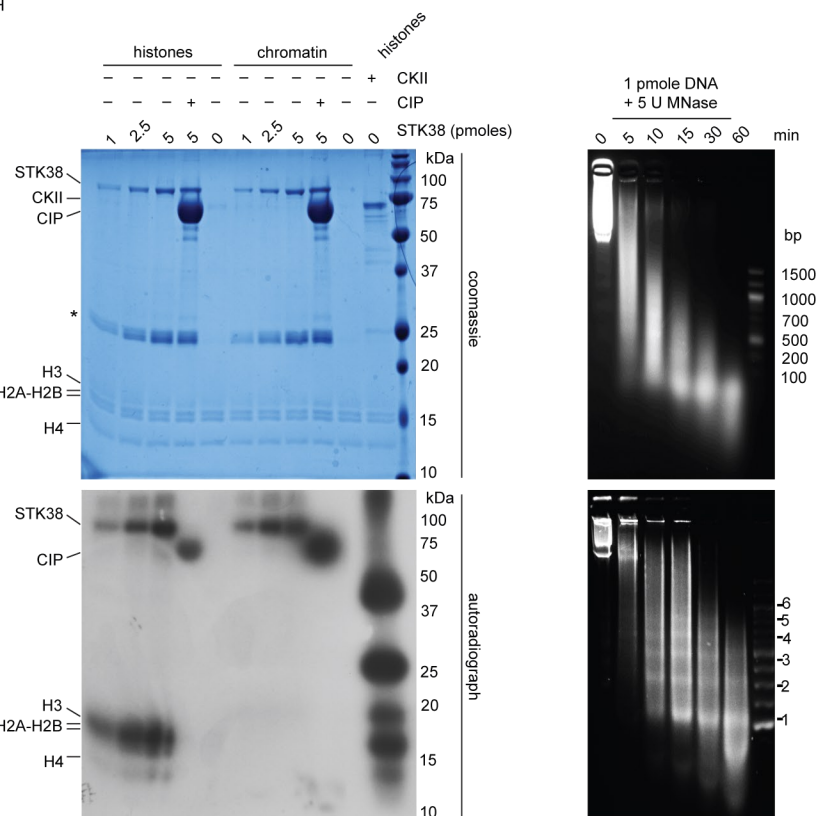 histones chromatin histones
– – – – – – – – – – + CKII
– – – + – – – – + – – CIP
1 2.5 5 5 0 1 2.5 5 5 0 0 STK38 (pmoles)
kDa
STK38
CKII
CIP
*
H3
H2A-H2B
H4
100
75
50
37
25
20
15
10
coomassie
STK38
CIP
H3
H2A-H2B
H4
kDa
100
75
50
37
25
20
15
10
autoradiograph
1 pmole DNA
+ 5 U MNase
0 5 10 15 30 60 min
bp
1500
1000
700
500
200
100
6
5
4
3
2
1